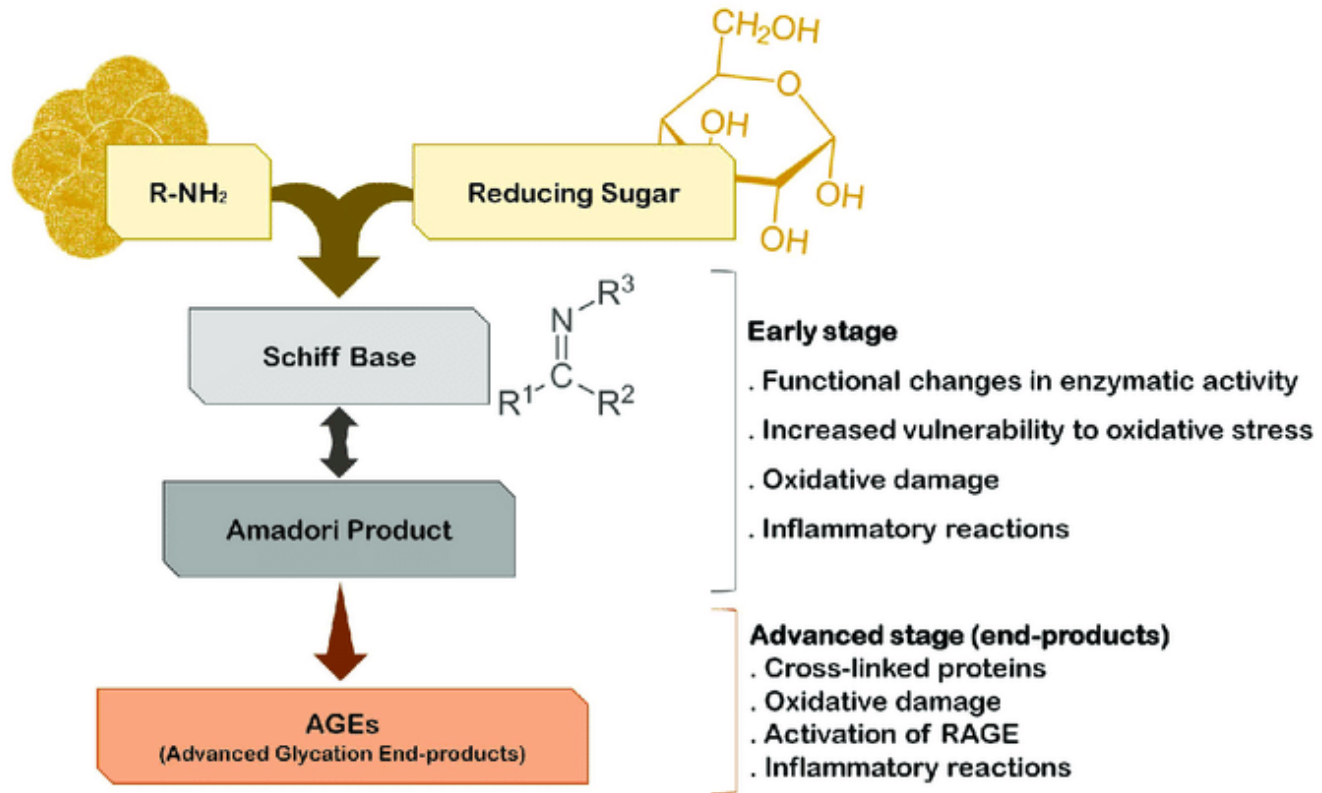 CH₂OH
O
OH
OH
OH
OH
R-NH₂
Reducing Sugar
R³
N
C
R¹
R²
Schiff Base
Early stage
. Functional changes in enzymatic activity
. Increased vulnerability to oxidative stress
. Oxidative damage
. Inflammatory reactions
Amadori Product
Advanced stage (end-products)
. Cross-linked proteins
. Oxidative damage
. Activation of RAGE
. Inflammatory reactions
AGEs
(Advanced Glycation End-products)